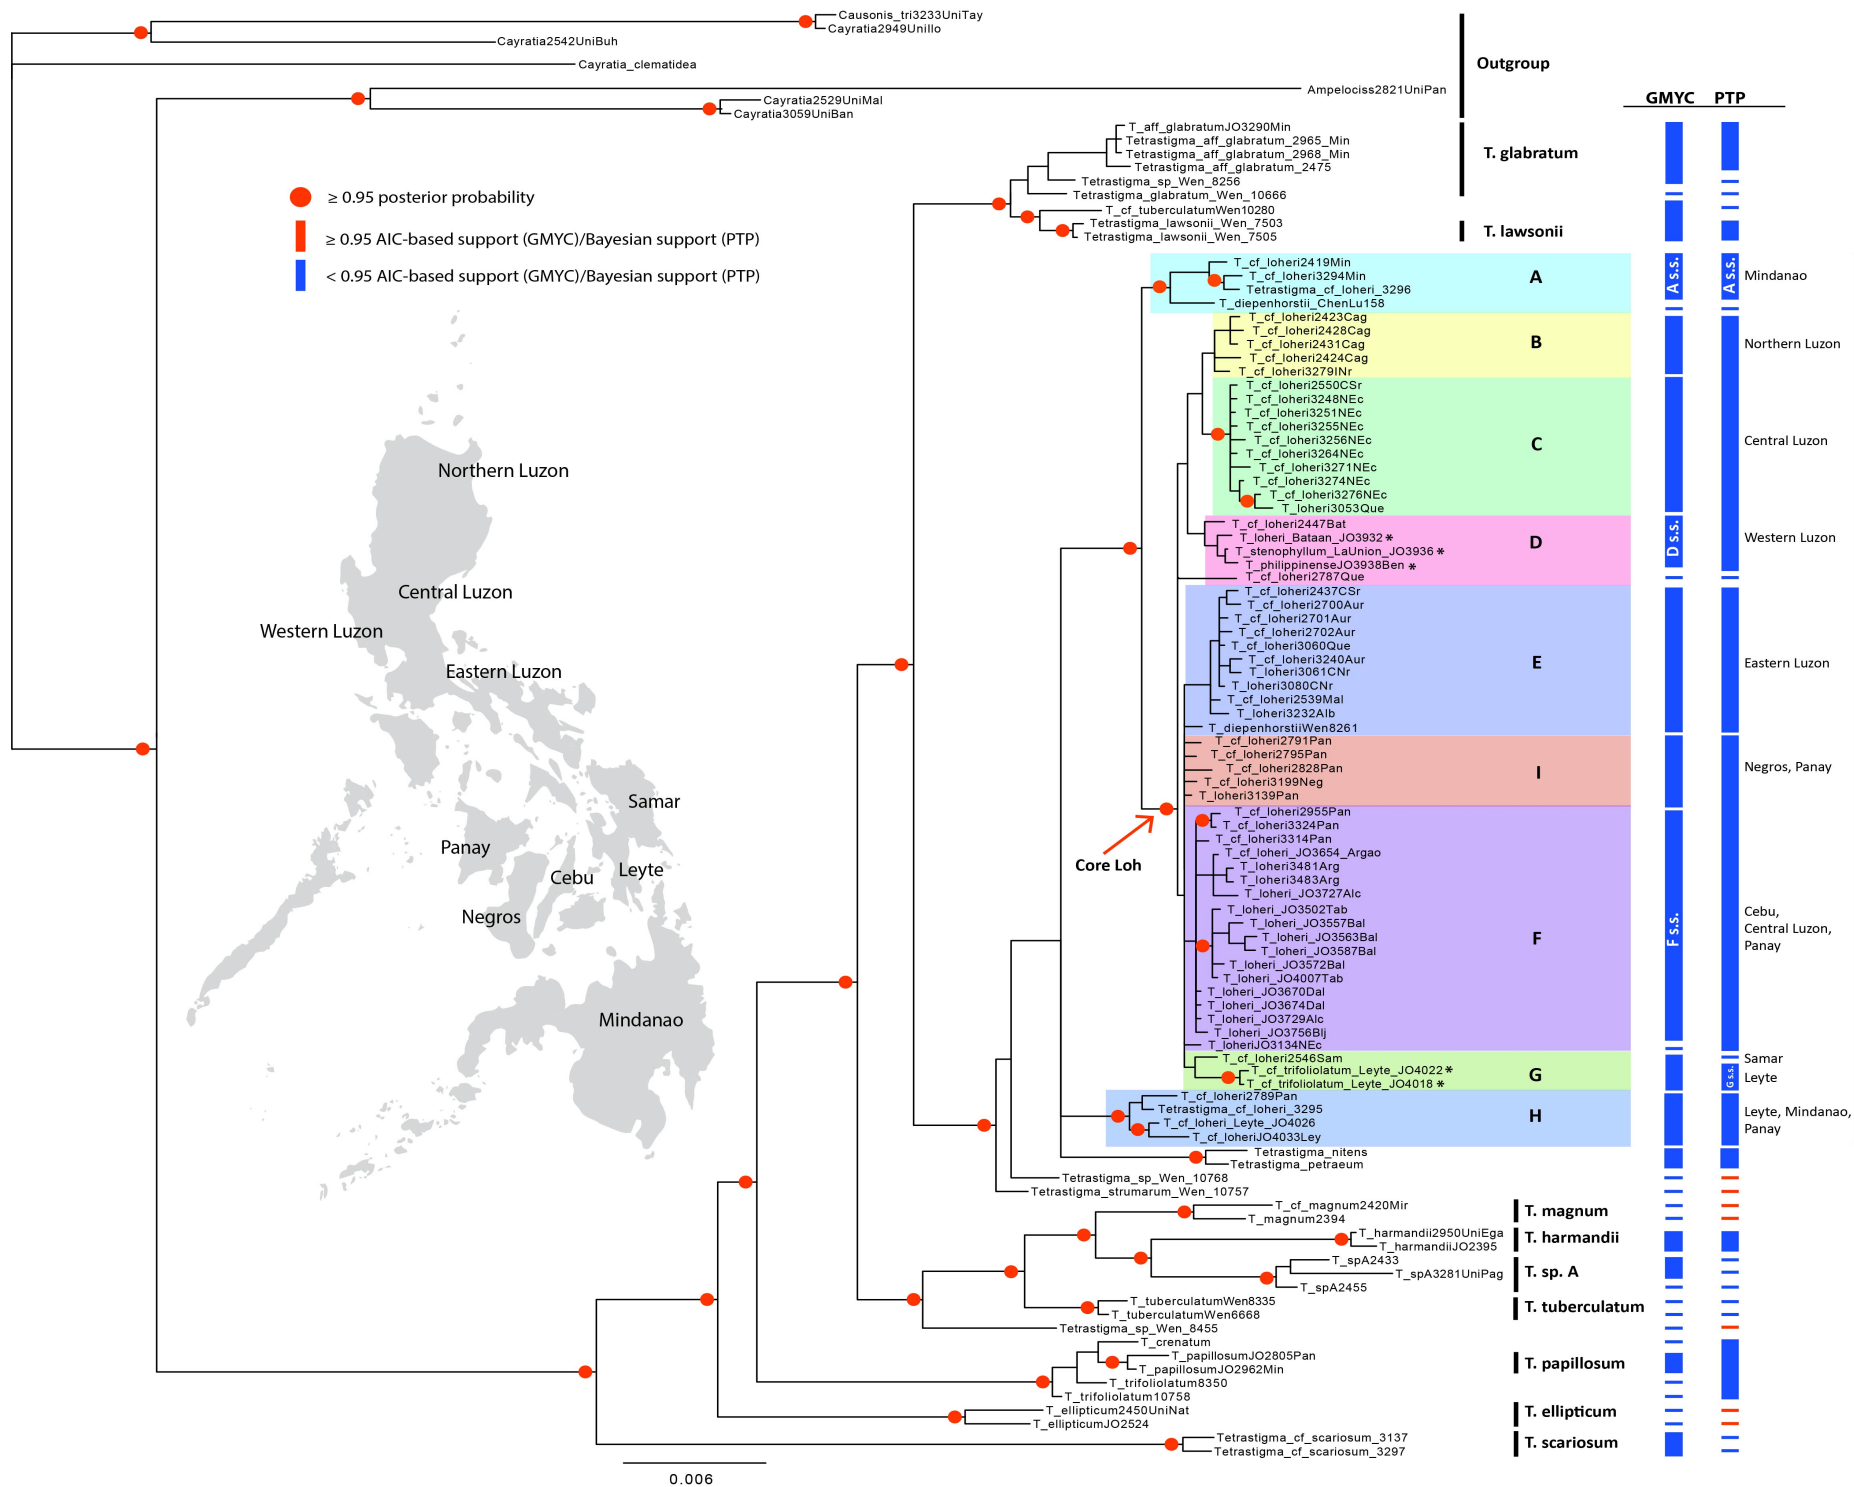 Causonis_tri3233UniTay
Cayratia2949UniIlo
Cayratia2542UniBuh
Cayratia_clematidea
Outgroup
Ampelociss2821UniPan
Cayratia2529UniMal
Cayratia3059UniBan
GMYC PTP
T_aff_glabratumJO3290Min
Tetrastigma_aff_glabratum_2965_Min
Tetrastigma_aff_glabratum_2968_Min
Tetrastigma_aff_glabratum_2475
Tetrastigma_sp_Wen_8256
Tetrastigma_glabratum_Wen_10666
T. glabratum
T_cf_tuberculatumWen10280
Tetrastigma_lawsonii_Wen_7503
Tetrastigma_lawsonii_Wen_7505
T. lawsonii
≥ 0.95 posterior probability
≥ 0.95 AIC-based support (GMYC)/Bayesian support (PTP)
< 0.95 AIC-based support (GMYC)/Bayesian support (PTP)
T_cf_loheri2419Min
T_cf_loheri3294Min
Tetrastigma_cf_loheri_3296
T_diepenhorstii_ChenLu158
A
A s.s.
A s.s.
Mindanao
T_cf_loheri2423Cag
T_cf_loheri2428Cag
T_cf_loheri2431Cag
T_cf_loheri2424Cag
T_cf_loheri3279INr
B
Northern Luzon
T_cf_loheri2550CSr
T_cf_loheri3248NEc
T_cf_loheri3251NEc
T_cf_loheri3255NEc
T_cf_loheri3256NEc
T_cf_loheri3264NEc
T_cf_loheri3271NEc
T_cf_loheri3274NEc
T_cf_loheri3276NEc
T_loheri3053Que
C
Central Luzon
T_cf_loheri2447Bat
T_loheri_Bataan_JO3932 *
T_stenophyllum_LaUnion_JO3936 *
T_philippinenseJO3938Ben *
T_cf_loheri2787Que
D
D s.s.
Western Luzon
T_cf_loheri2437CSr
T_cf_loheri2700Aur
T_cf_loheri2701Aur
T_cf_loheri2702Aur
T_cf_loheri3060Que
T_cf_loheri3240Aur
T_loheri3061CNr
T_loheri3080CNr
T_cf_loheri2539Mal
T_loheri3232Alb
T_diepenhorstiiWen8261
E
Eastern Luzon
T_cf_loheri2791Pan
T_cf_loheri2795Pan
T_cf_loheri2828Pan
T_cf_loheri3199Neg
T_loheri3139Pan
I
Negros, Panay
Core Loh
T_cf_loheri2955Pan
T_cf_loheri3324Pan
T_loheri3314Pan
T_cf_loheri_JO3654_Argao
T_loheri3481Arg
T_loheri3483Arg
T_loheri_JO3727Alc
T_loheri_JO3502Tab
T_loheri_JO3557Bal
T_loheri_JO3563Bal
T_loheri_JO3587Bal
T_loheri_JO3572Bal
T_loheri_JO4007Tab
T_loheri_JO3670Dal
T_loheri_JO3674Dal
T_loheri_JO3729Alc
T_loheri_JO3756Blj
T_loheriJO3134NEc
F
F s.s.
Cebu,
Central Luzon,
Panay
T_cf_loheri2546Sam
T_cf_trifoliolatum_Leyte_JO4022 *
T_cf_trifoliolatum_Leyte_JO4018 *
G
G s.s.
Samar
Leyte
T_cf_loheri2789Pan
Tetrastigma_cf_loheri_3295
T_cf_loheri_Leyte_JO4026
T_cf_loheriJO4033Ley
H
Leyte, Mindanao,
Panay
Tetrastigma_nitens
Tetrastigma_petraeum
Tetrastigma_sp_Wen_10768
Tetrastigma_strumarum_Wen_10757
T_cf_magnum2420Mir
T_magnum2394
T. magnum
T_harmandii2950UniEga
T_harmandiiJO2395
T. harmandii
T_spA2433
T_spA3281UniPag
T_spA2455
T. sp. A
T_tuberculatumWen8335
T_tuberculatumWen6668
T. tuberculatum
Tetrastigma_sp_Wen_8455
T_crenatum
T_papillosumJO2805Pan
T_papillosumJO2962Min
T. papillosum
T_trifoliolatum8350
T_trifoliolatum10758
T_ellipticum2450UniNat
T_ellipticumJO2524
T. ellipticum
Tetrastigma_cf_scariosum_3137
Tetrastigma_cf_scariosum_3297
T. scariosum
0.006
Northern Luzon
Central Luzon
Western Luzon
Eastern Luzon
Samar
Panay
Leyte
Cebu
Negros
Mindanao